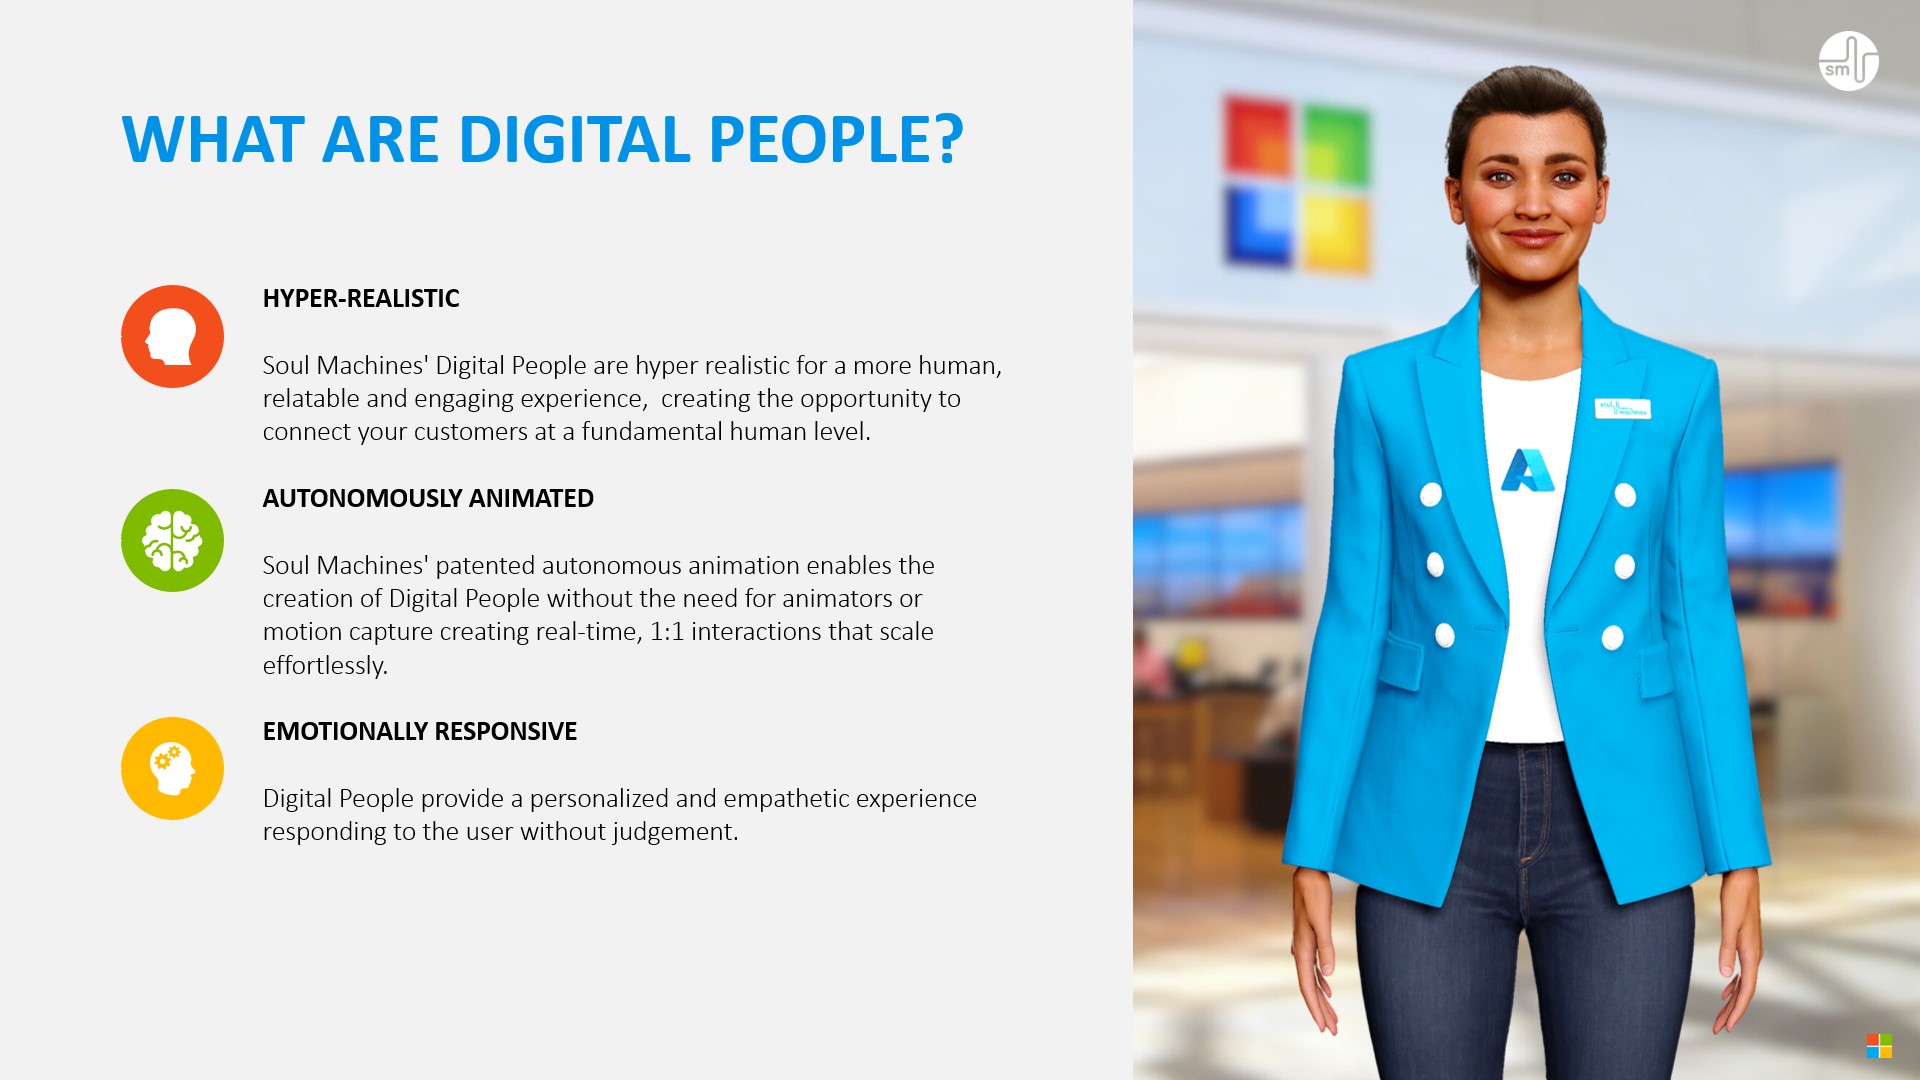 WHAT ARE DIGITAL PEOPLE?
HYPER-REALISTIC
Soul Machines' Digital People are hyper realistic for a more human,
relatable and engaging experience,  creating the opportunity to
connect your customers at a fundamental human level.
AUTONOMOUSLY ANIMATED
Soul Machines' patented autonomous animation enables the
creation of Digital People without the need for animators or
motion capture creating real-time, 1:1 interactions that scale
effortlessly.
EMOTIONALLY RESPONSIVE
Digital People provide a personalized and empathetic experience
responding to the user without judgement.
sm
soul machines